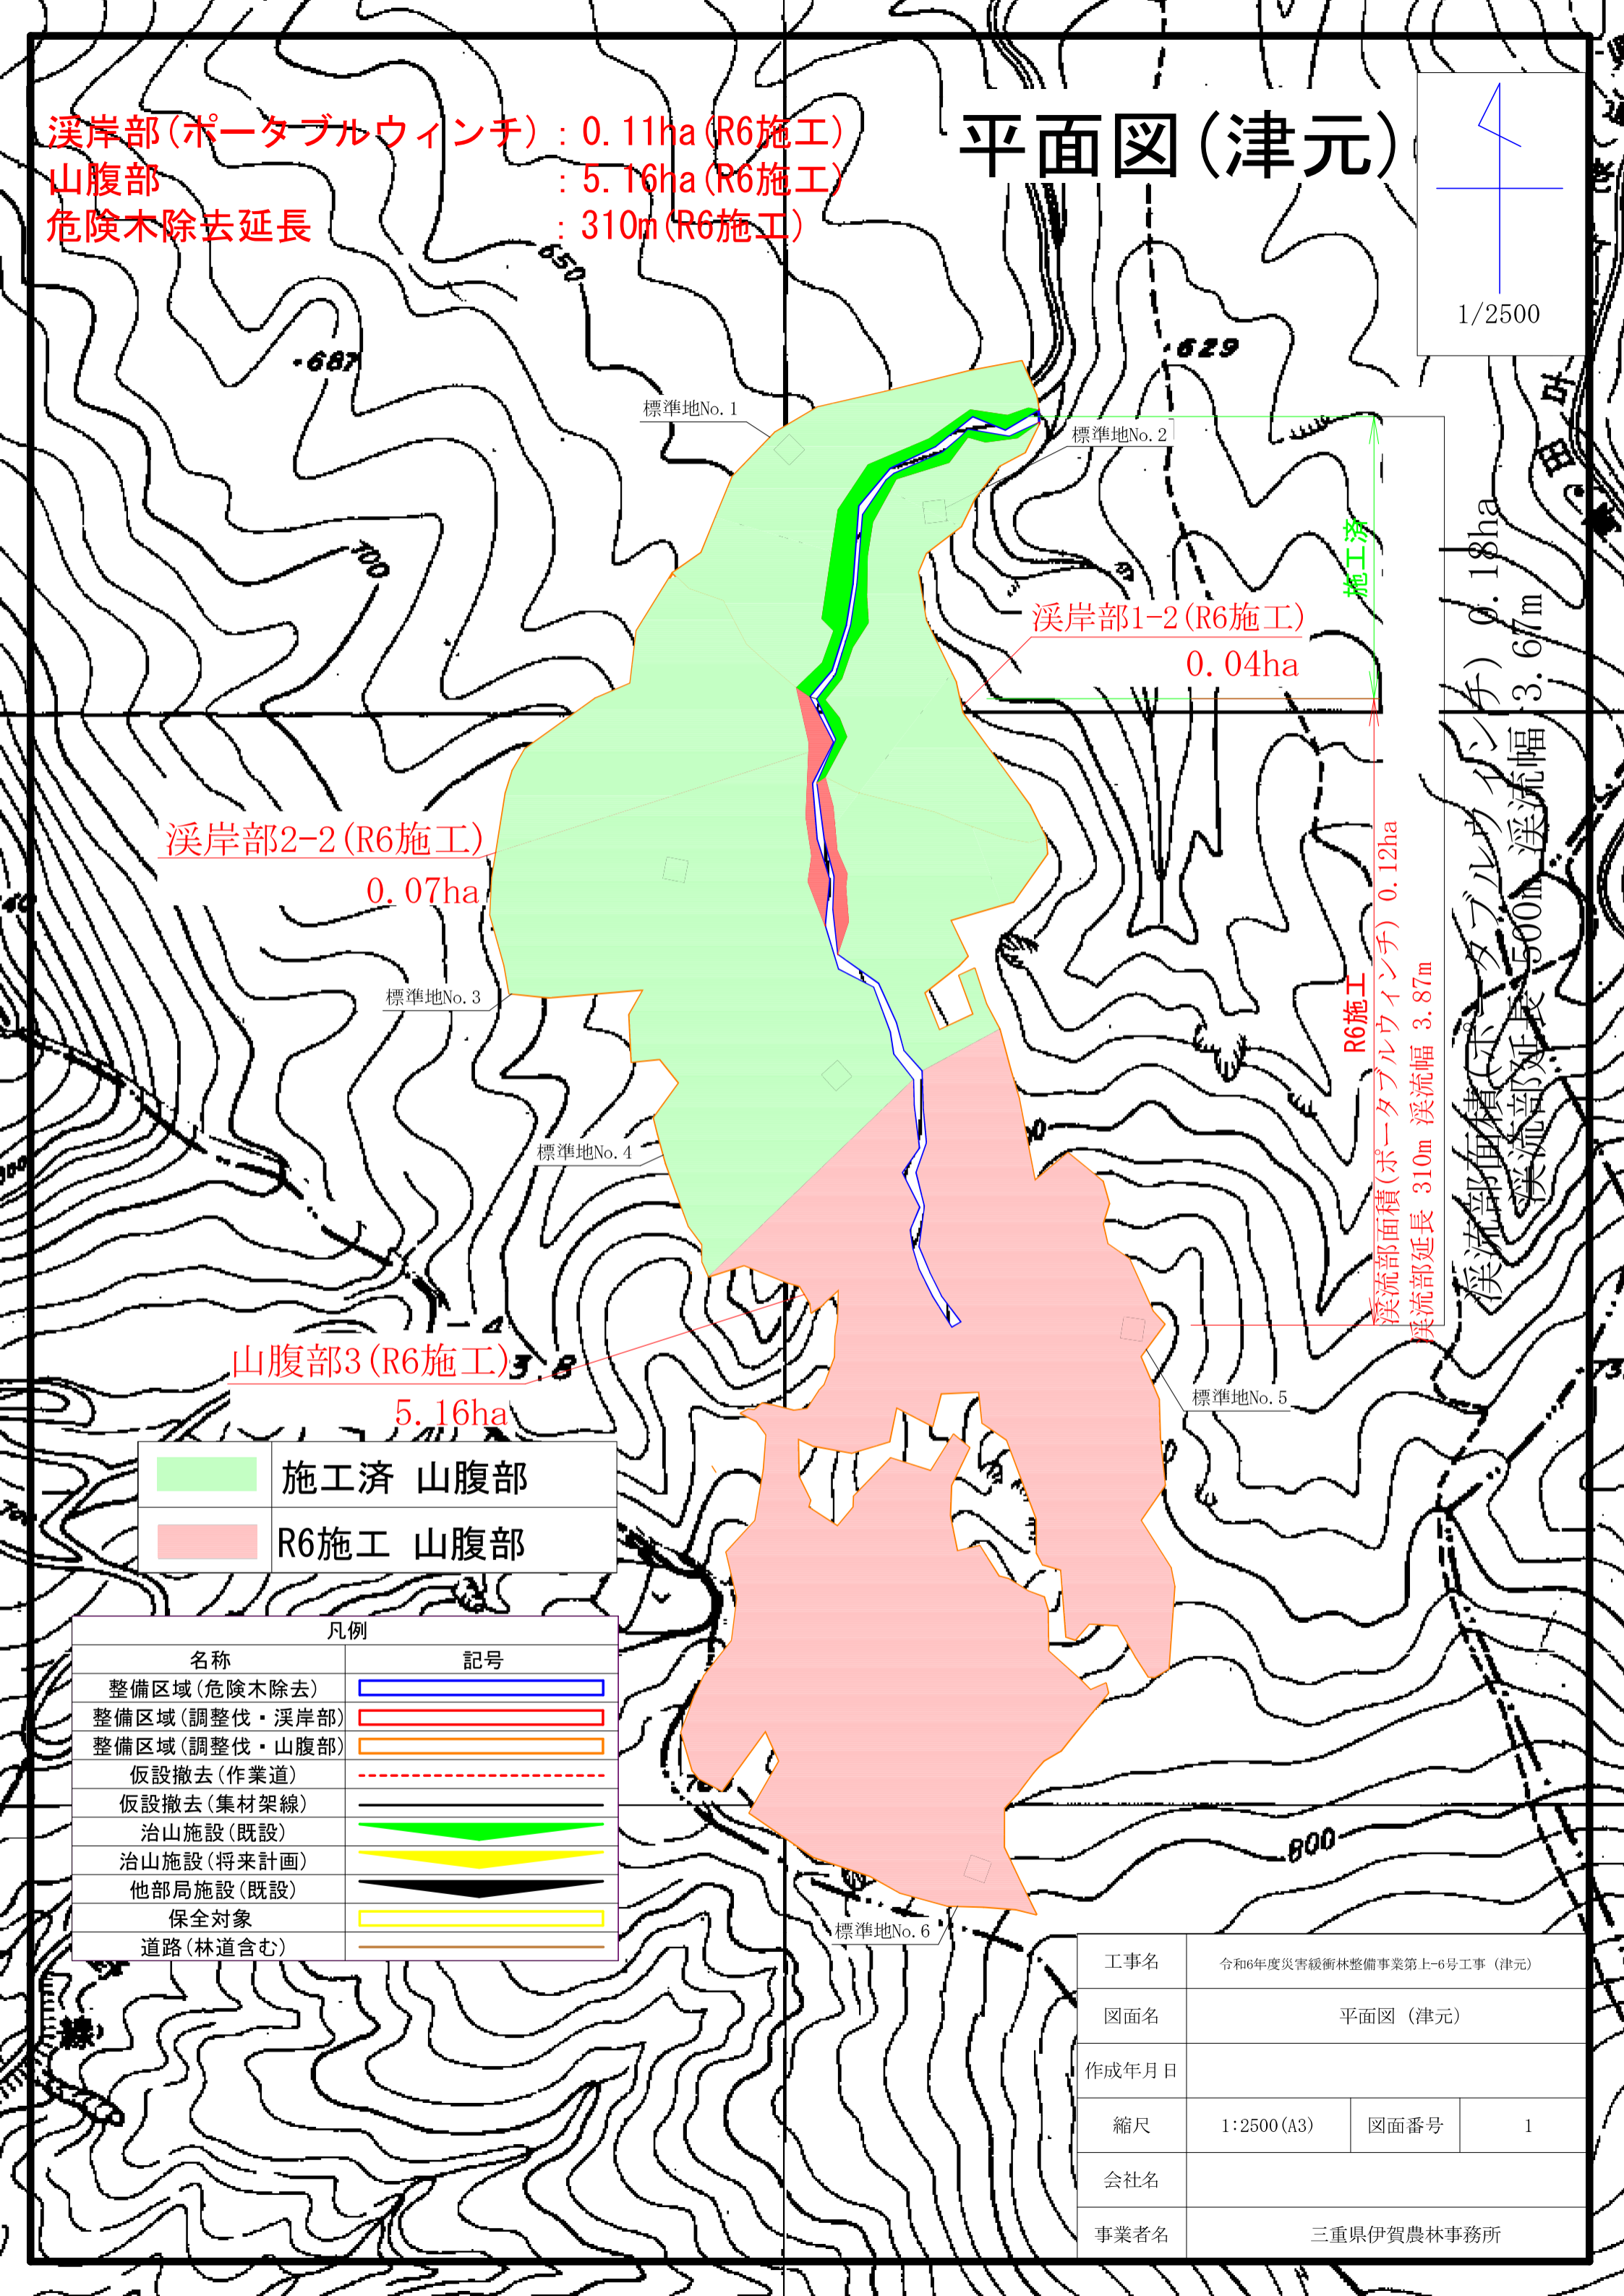 渓岸部(ポータブルウィンチ) : 0.11ha(R6施工)
山腹部 : 5.16ha(R6施工)
危険木除去延長 : 310m(R6施工)
平面図(津元)
1/2500
650
687
629
標準地No.1
標準地No.2
700
渓岸部1-2(R6施工)
0.04ha
施工済
渓流部面積(ポータブルウィンチ) 0.18ha
渓流部延長 500m 渓流幅 3.67m
渓岸部2-2(R6施工)
0.07ha
R6施工
渓流部面積(ポータブルウィンチ) 0.12ha
渓流部延長 310m 渓流幅 3.87m
標準地No.3
標準地No.4
山腹部3(R6施工)
5.16ha
標準地No.5
施工済 山腹部
R6施工 山腹部
凡例
名称 記号
整備区域(危険木除去)
整備区域(調整伐・渓岸部)
整備区域(調整伐・山腹部)
仮設撤去(作業道)
仮設撤去(集材架線)
治山施設(既設)
治山施設(将来計画)
他部局施設(既設)
保全対象
道路(林道含む)
800
標準地No.6
工事名 令和6年度災害緩衝林整備事業第上-6号工事（津元）
図面名 平面図（津元）
作成年月日
縮尺 1:2500(A3) 図面番号 1
会社名
事業者名 三重県伊賀農林事務所